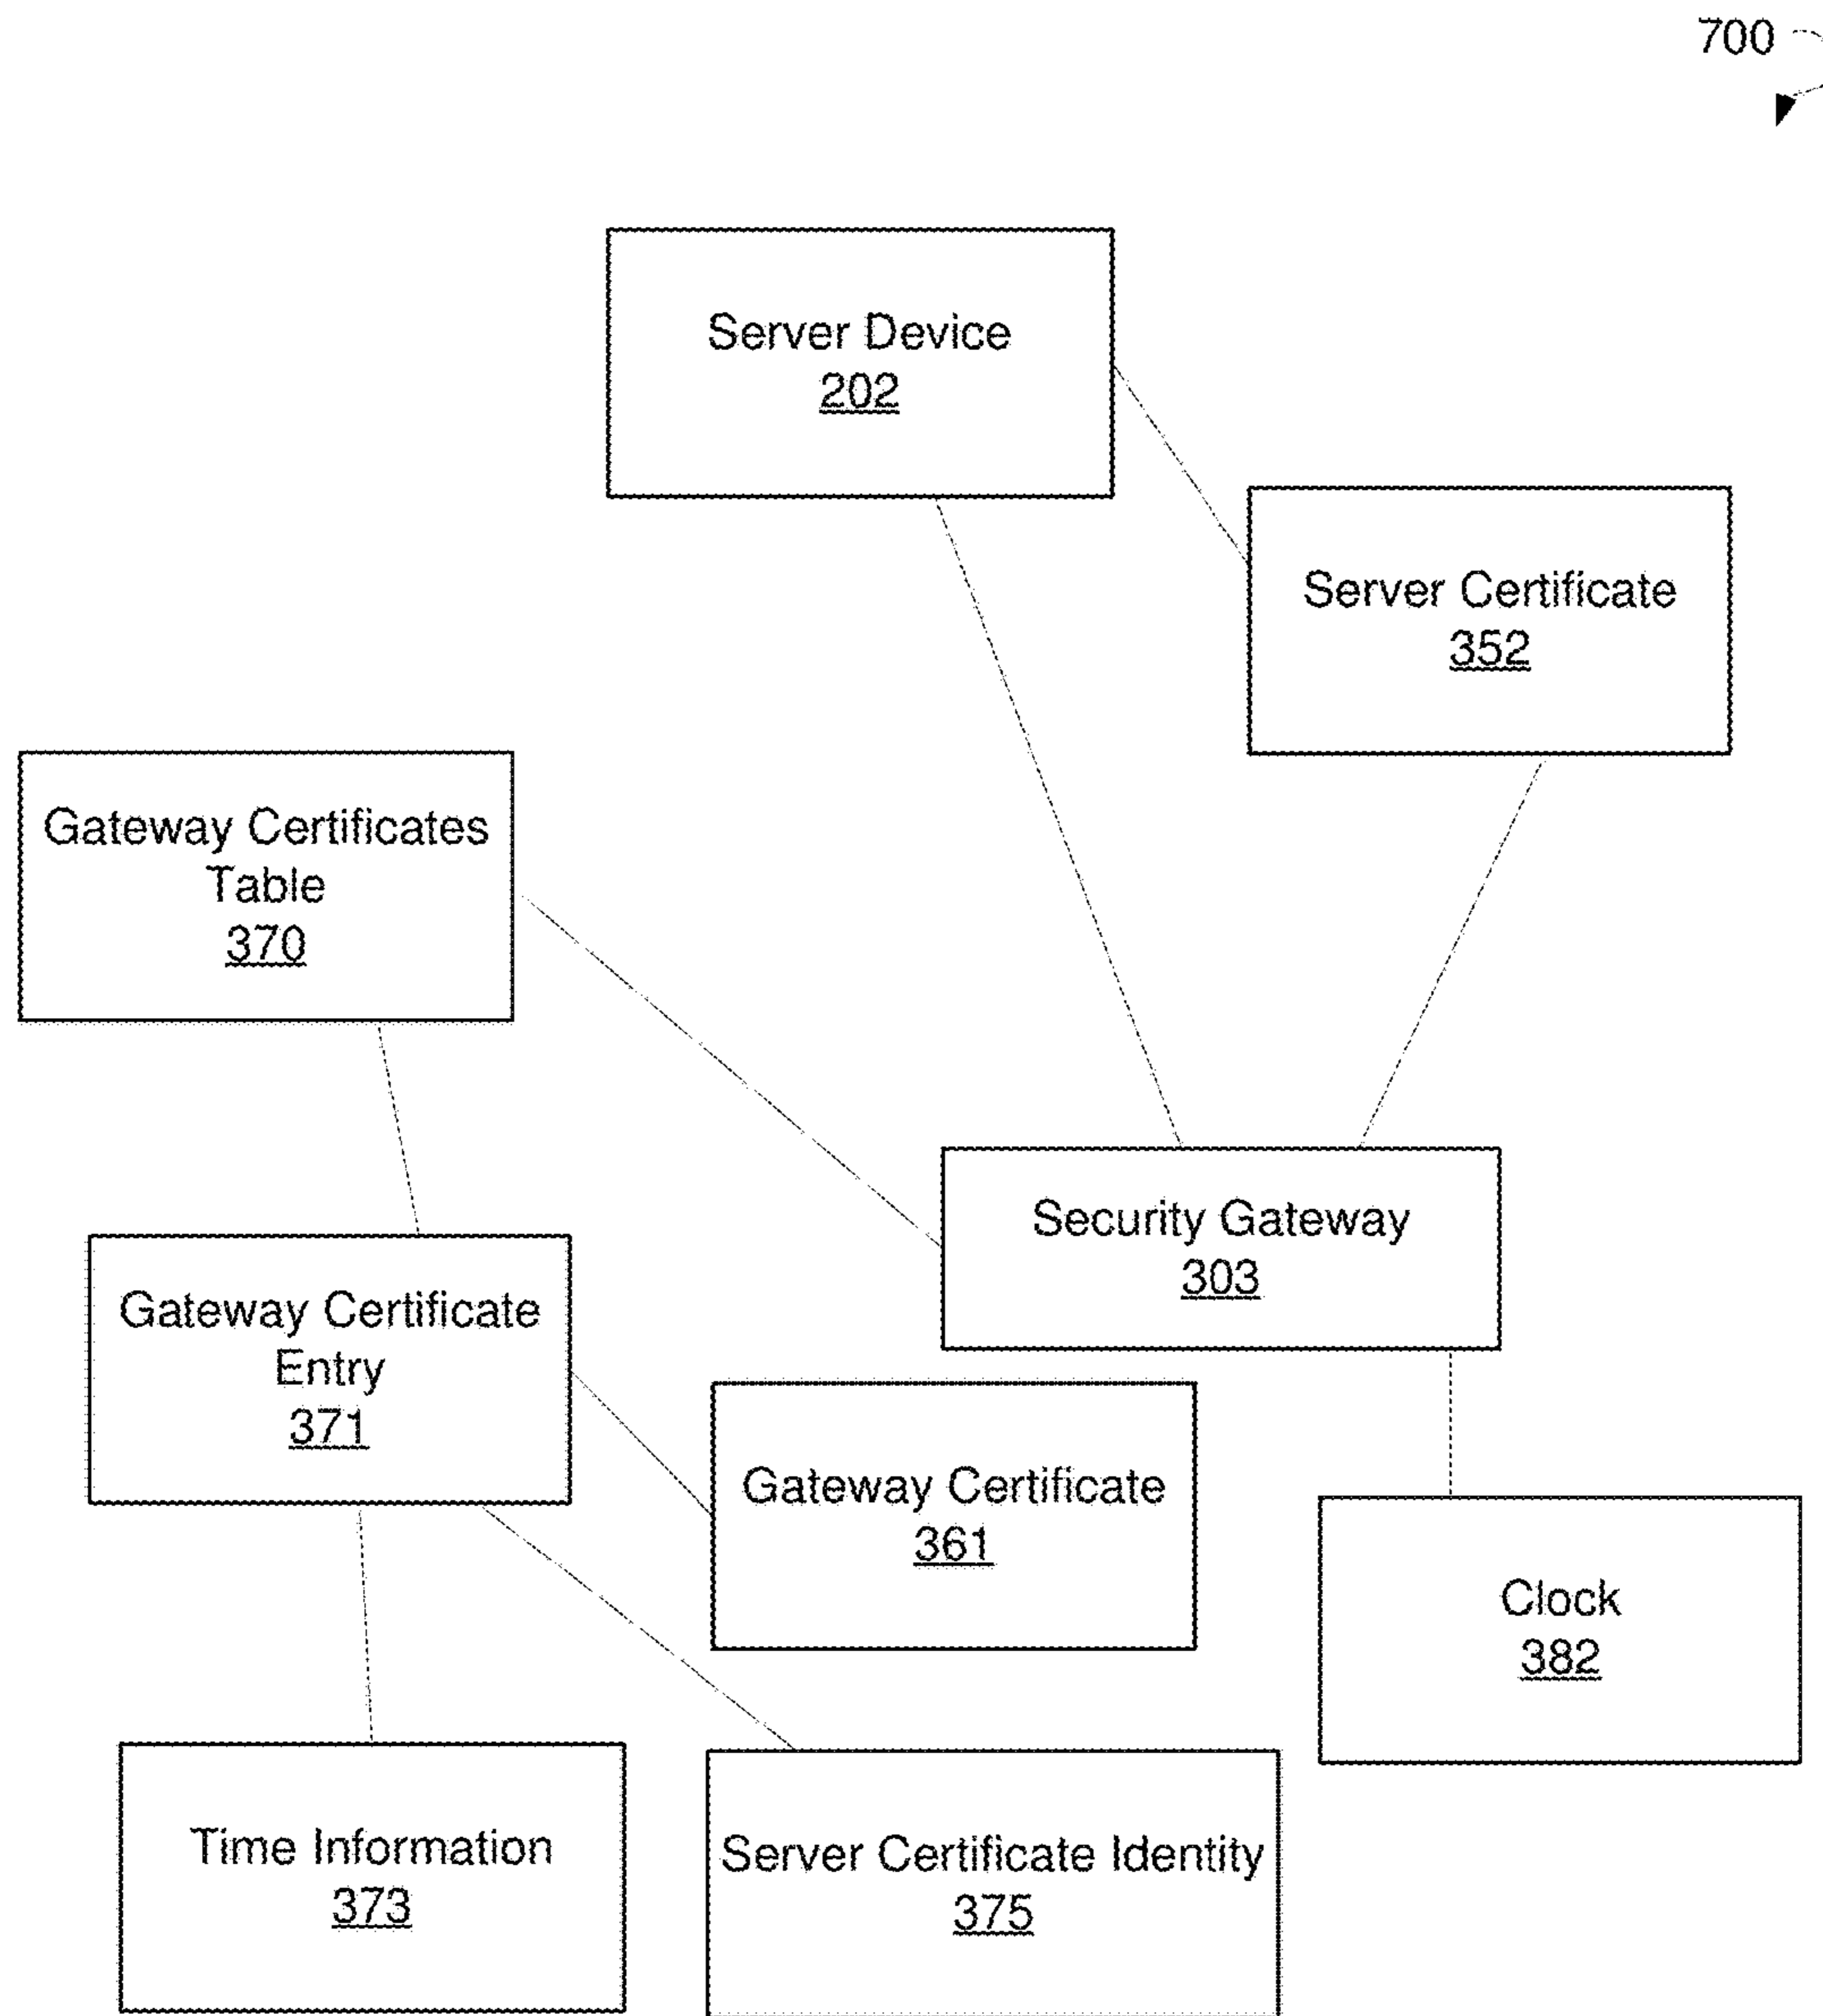 700
Server Device
202
Server Certificate
352
Gateway Certificates
Table
370
Security Gateway
303
Gateway Certificate
Entry
371
Gateway Certificate
361
Clock
382
Time Information
373
Server Certificate Identity
375